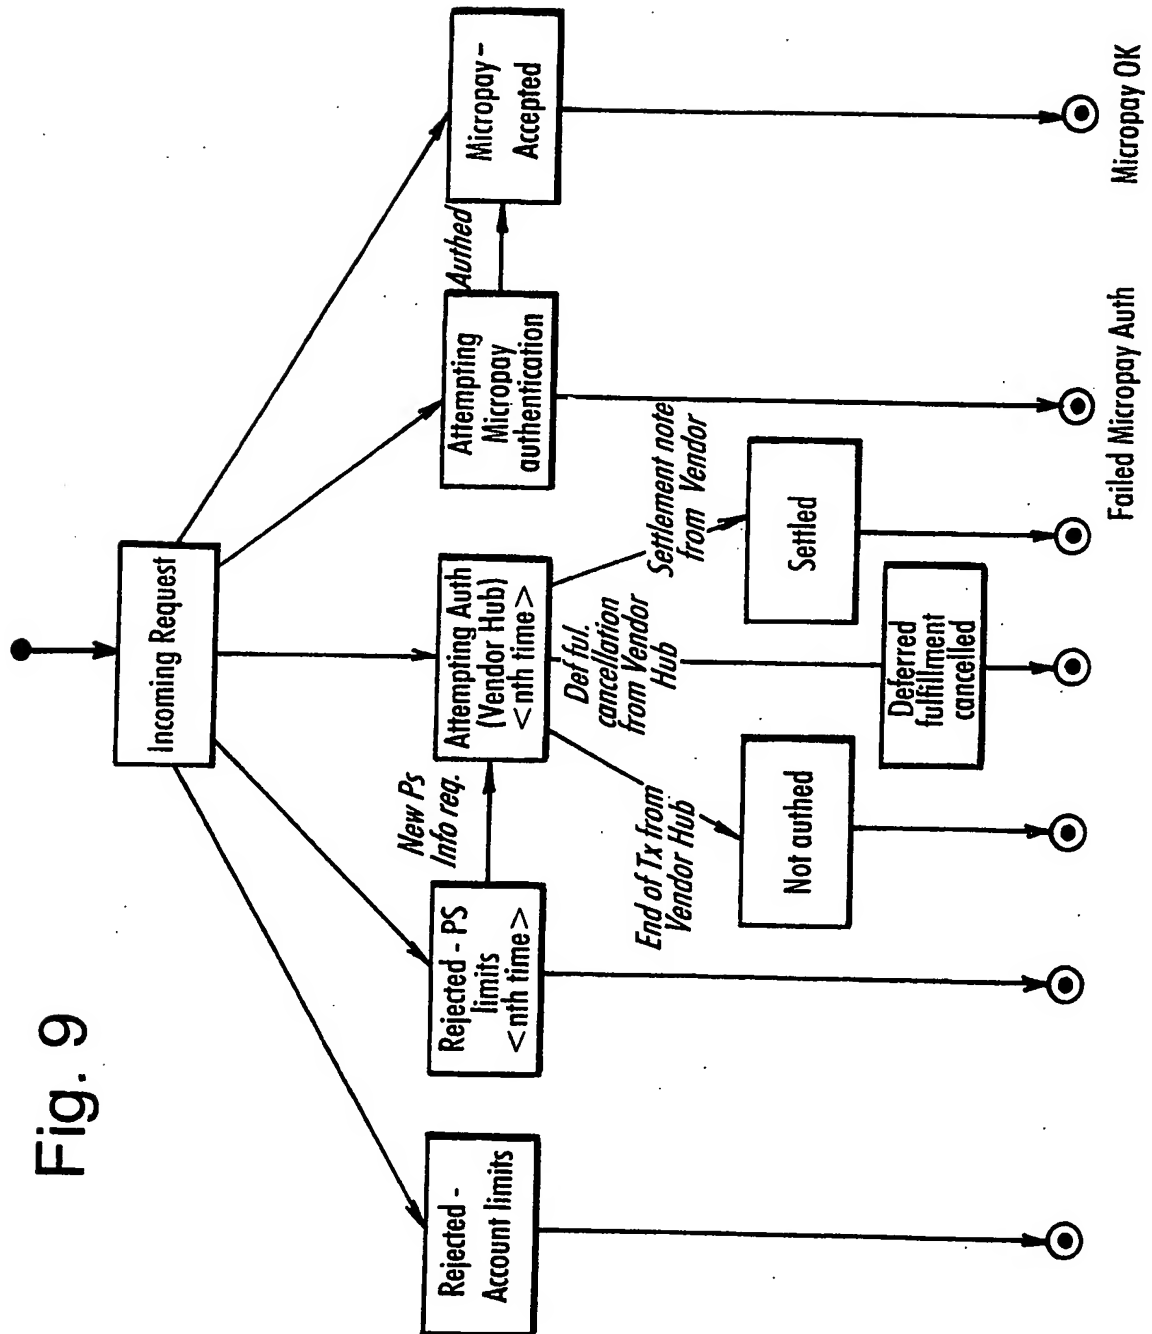 Fig. 9
Incoming Request
Rejected -
Account limits
Rejected - PS
limits
<nth time>
New Ps
Info req.
Attempting Auth
(Vendor Hub)
<nth time>
Attempting
Micropay
authentication
Authed
Micropay -
Accepted
End of Tx from
Vendor Hub
Def ful.
cancellation
from Vendor
Hub
Settlement note
from Vendor
Not authed
Deferred
fulfillment
cancelled
Settled
Failed Micropay Auth
Micropay OK